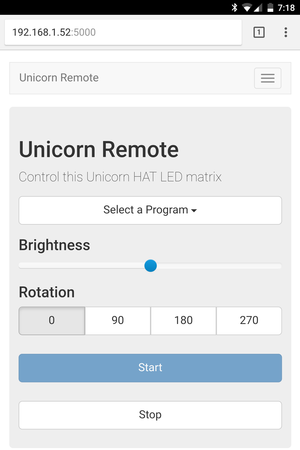 7:18
192.168.1.52:5000
1
Unicorn Remote
Unicorn Remote
Control this Unicorn HAT LED matrix
Select a Program
Brightness
Rotation
0 90 180 270
Start
Stop